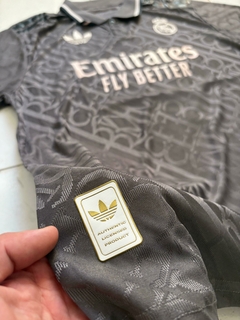 Emirates
FLY BETTER
AUTHENTIC
LICENSED
PRODUCT